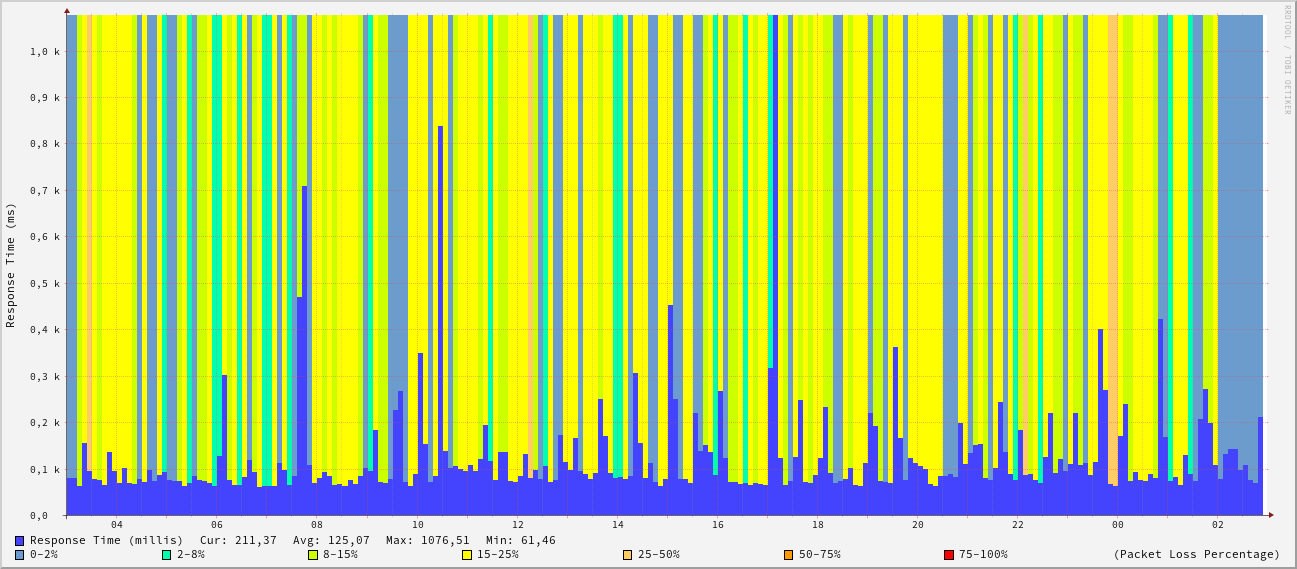 RRDTOOL / TOBI OETIKER
Response Time (ms)
1,0 k
0,9 k
0,8 k
0,7 k
0,6 k
0,5 k
0,4 k
0,3 k
0,2 k
0,1 k
0,0
04 06 08 10 12 14 16 18 20 22 00 02
Response Time (millis) Cur: 211,37 Avg: 125,07 Max: 1076,51 Min: 61,46
0-2% 2-8% 8-15% 15-25% 25-50% 50-75% 75-100% (Packet Loss Percentage)